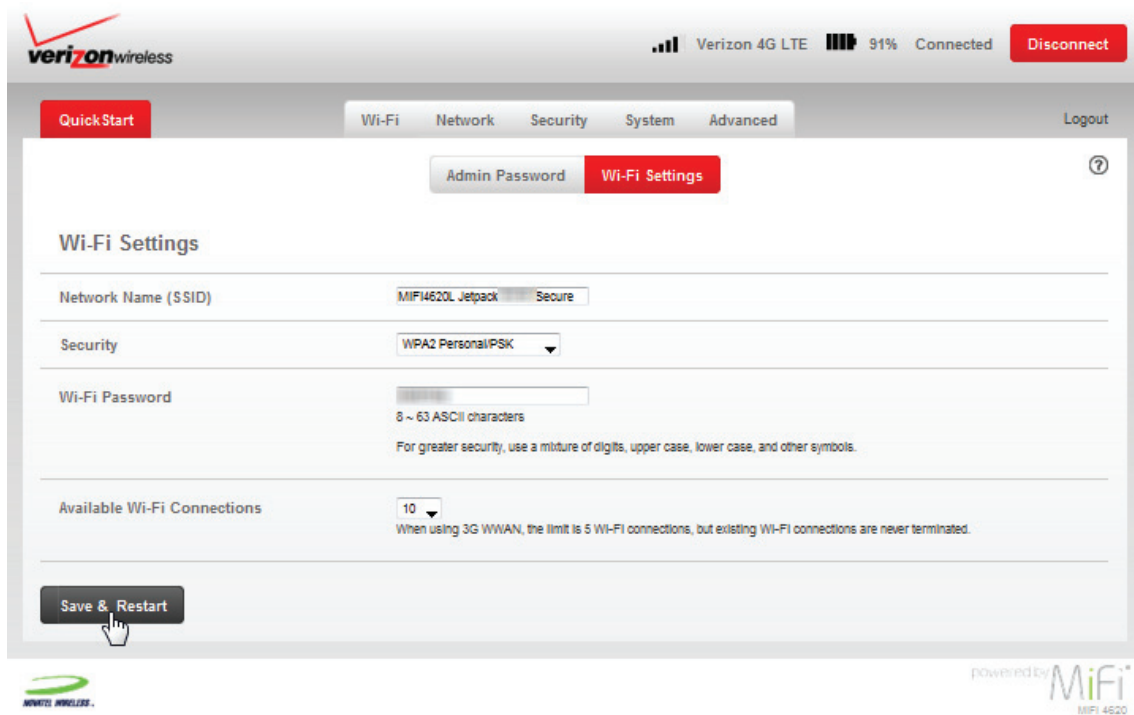 verizonwireless
Verizon 4G LTE 91% Connected Disconnect
QuickStart Wi-Fi Network Security System Advanced Logout
Admin Password Wi-Fi Settings ?
Wi-Fi Settings
Network Name (SSID) MIFI4620L Jetpack Secure
Security WPA2 Personal/PSK
Wi-Fi Password
8 ~ 63 ASCII characters
For greater security, use a mixture of digits, upper case, lower case, and other symbols.
Available Wi-Fi Connections 10
When using 3G WWAN, the limit is 5 Wi-Fi connections, but existing Wi-Fi connections are never terminated.
Save & Restart
NOVATEL WIRELESS.
powered by MiFi
MIFI 4620